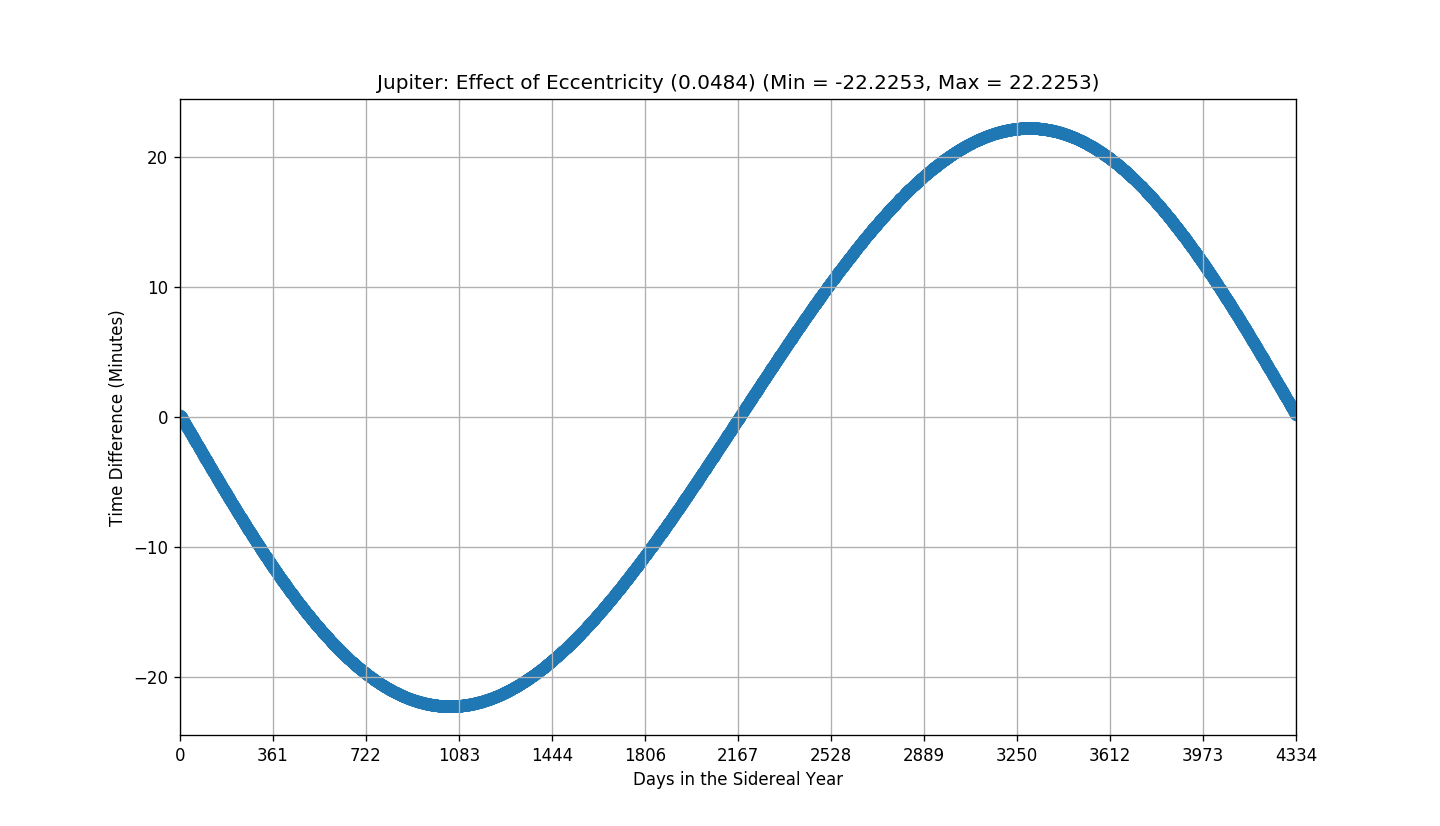 Jupiter: Effect of Eccentricity (0.0484) (Min = -22.2253, Max = 22.2253)
Time Difference (Minutes)
20
10
0
−10
−20
0 361 722 1083 1444 1806 2167 2528 2889 3250 3612 3973 4334
Days in the Sidereal Year